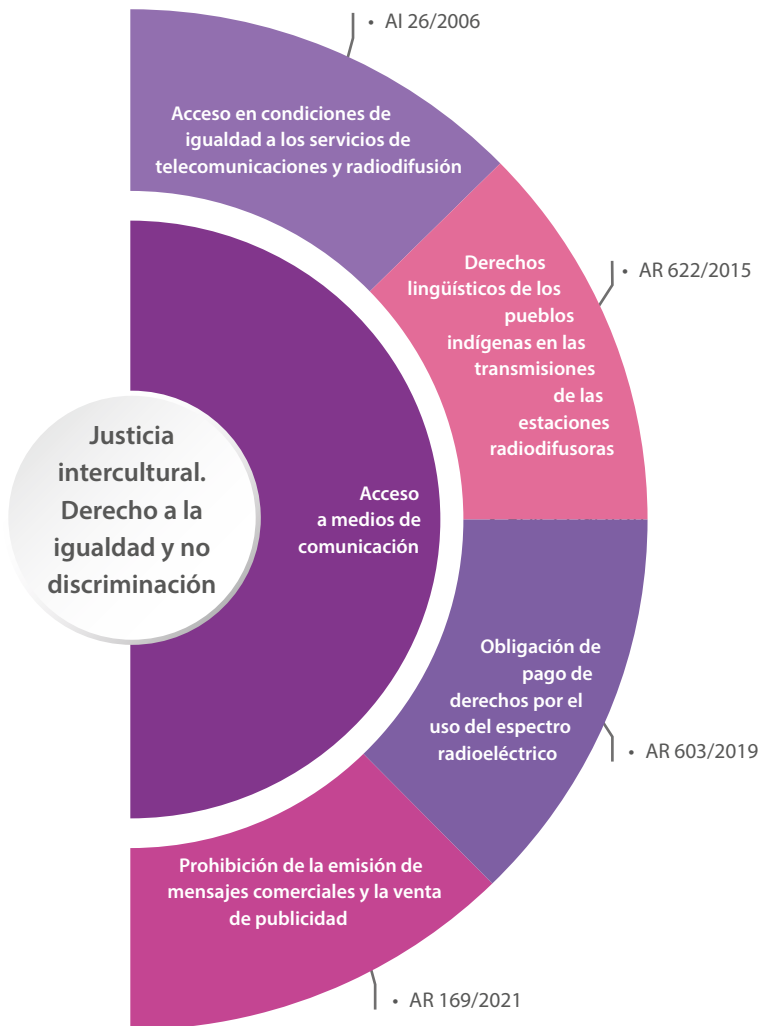 • AI 26/2006
Acceso en condiciones de
igualdad a los servicios de
telecomunicaciones y radiodifusión
Derechos
lingüísticos de los
pueblos
indígenas en las
transmisiones
de las
estaciones
radiodifusoras
• AR 622/2015
Justicia
intercultural.
Derecho a la
igualdad y no
discriminación
Acceso
a medios de
comunicación
Obligación de
pago de
derechos por el
uso del espectro
radioeléctrico
• AR 603/2019
Prohibición de la emisión de
mensajes comerciales y la venta
de publicidad
• AR 169/2021